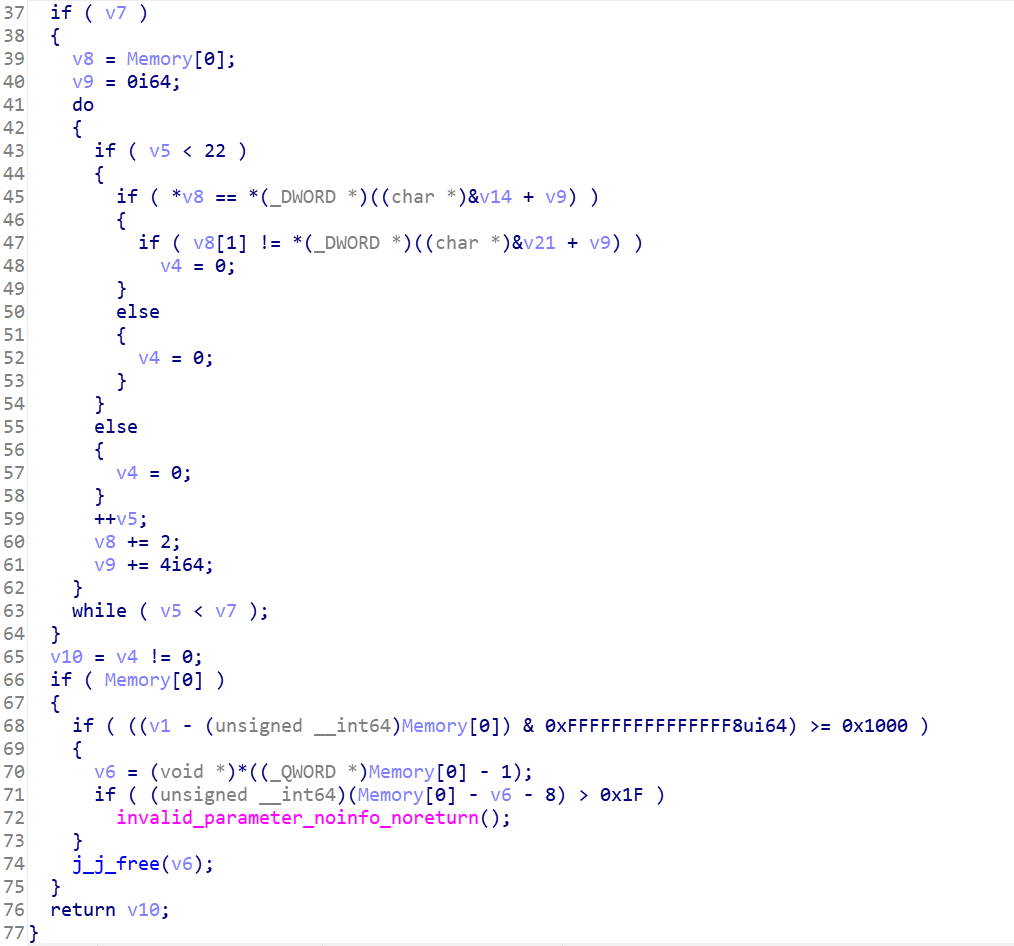 37 if ( v7 )
38 {
39 v8 = Memory[0];
40 v9 = 0i64;
41 do
42 {
43 if ( v5 < 22 )
44 {
45 if ( *v8 == *(_DWORD *)((char *)&v14 + v9) )
46 {
47 if ( v8[1] != *(_DWORD *)((char *)&v21 + v9) )
48 v4 = 0;
49 }
50 else
51 {
52 v4 = 0;
53 }
54 }
55 else
56 {
57 v4 = 0;
58 }
59 ++v5;
60 v8 += 2;
61 v9 += 4i64;
62 }
63 while ( v5 < v7 );
64 }
65 v10 = v4 != 0;
66 if ( Memory[0] )
67 {
68 if ( ((v1 - (unsigned __int64)Memory[0]) & 0xFFFFFFFFFFFFFFF8ui64) >= 0x1000 )
69 {
70 v6 = (void *)*((_QWORD *)Memory[0] - 1);
71 if ( (unsigned __int64)(Memory[0] - v6 - 8) > 0x1F )
72 invalid_parameter_noinfo_noreturn();
73 }
74 j_j_free(v6);
75 }
76 return v10;
77 }